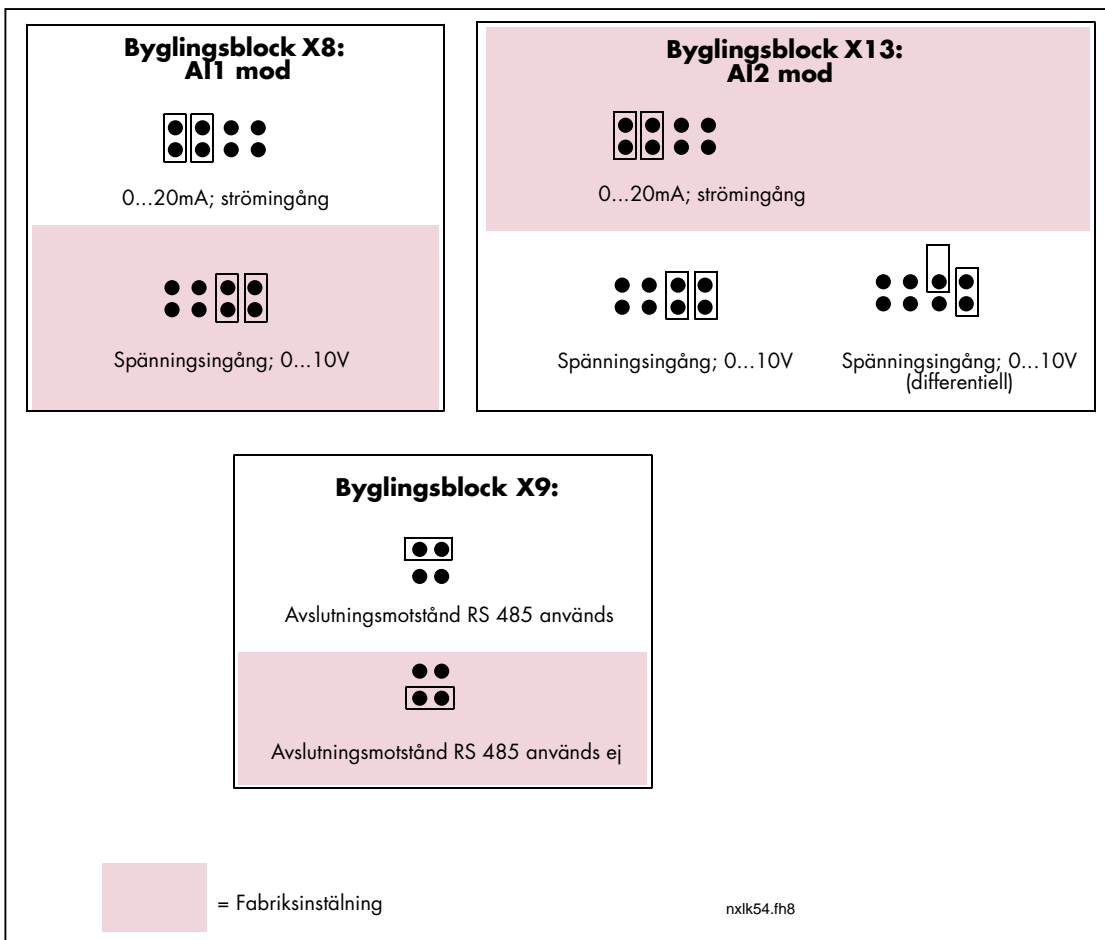 Byglingsblock X8:
AI1 mod
0...20mA; strömingång
Spänningsingång; 0...10V
Byglingsblock X13:
AI2 mod
0...20mA; strömingång
Spänningsingång; 0...10V
Spänningsingång; 0...10V
(differentiell)
Byglingsblock X9:
Avslutningsmotstånd RS 485 används
Avslutningsmotstånd RS 485 används ej
= Fabriksinstälning
nxlk54.fh8